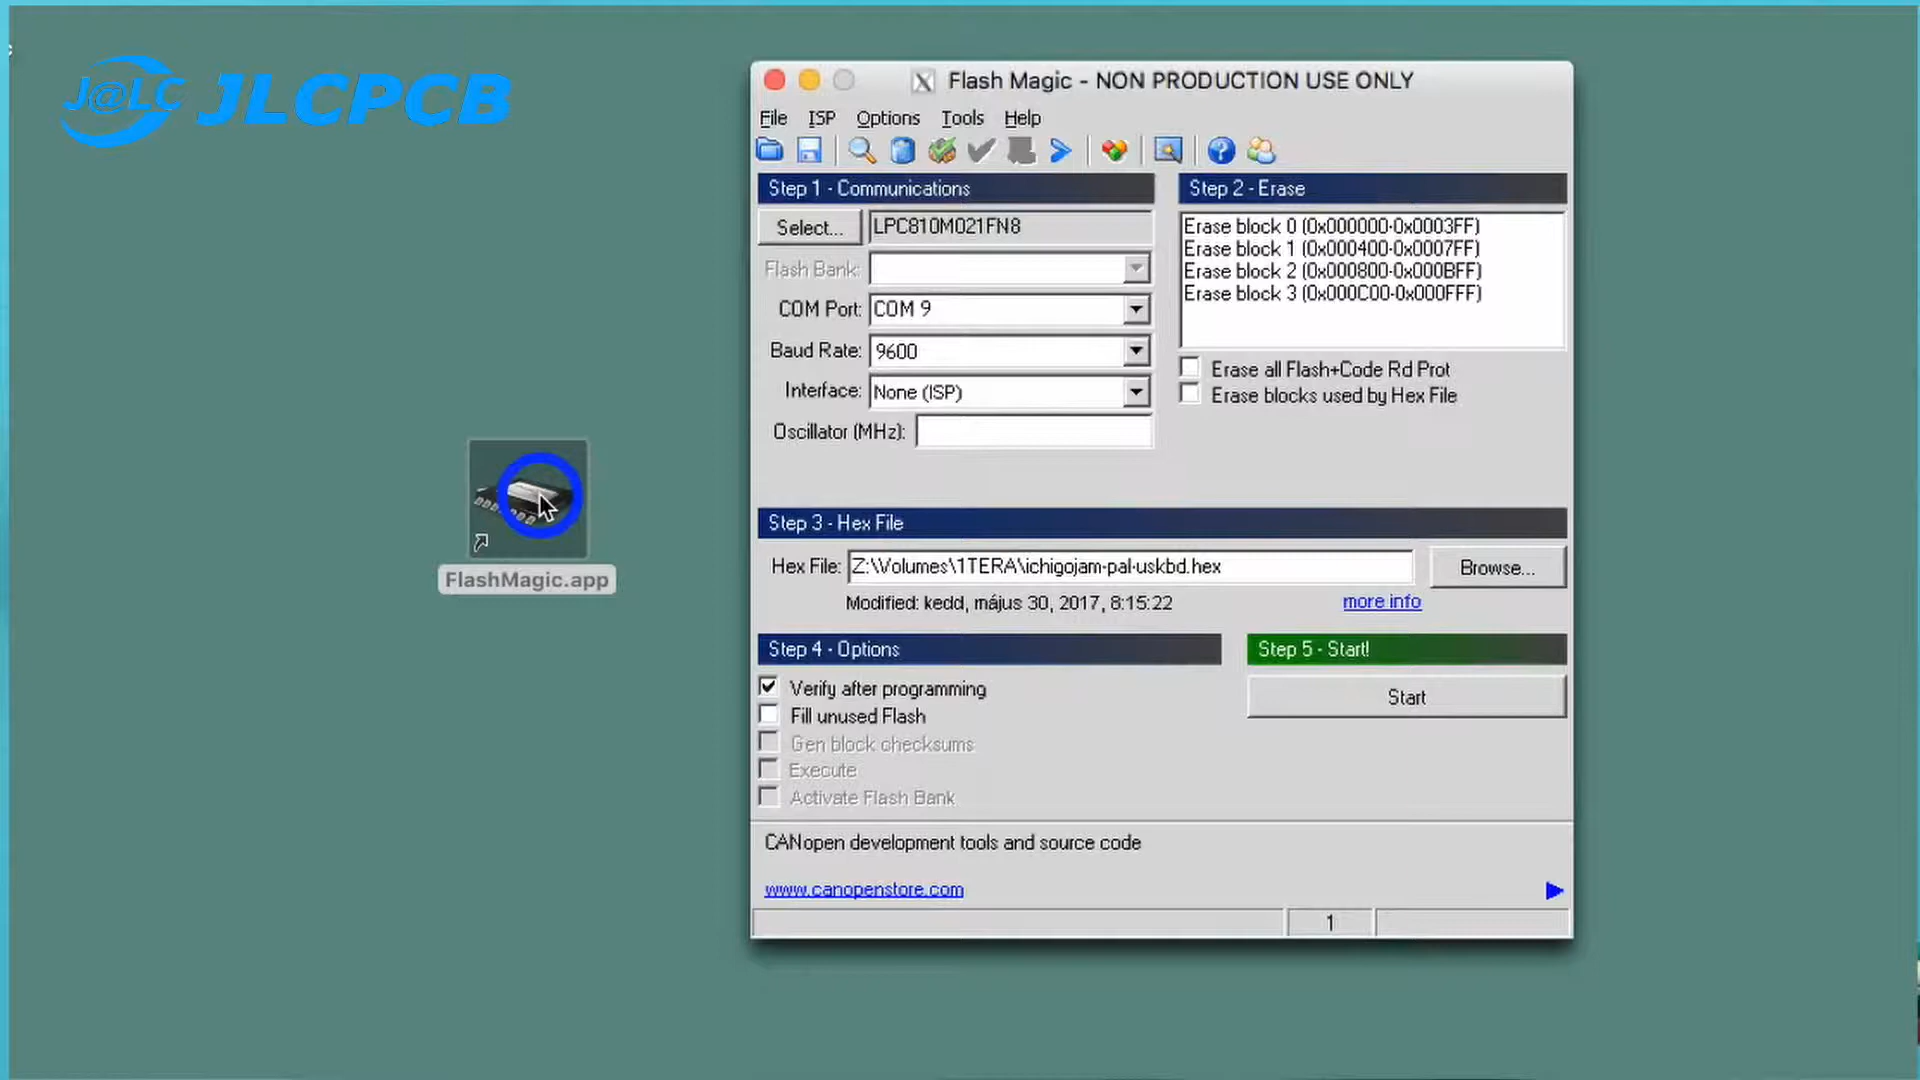 J@LC JLCPCB
Flash Magic - NON PRODUCTION USE ONLY
File ISP Options Tools Help
Step 1 - Communications
Select... LPC810M021FN8
Flash Bank:
COM Port: COM 9
Baud Rate: 9600
Interface: None (ISP)
Oscillator (MHz):
Step 2 - Erase
Erase block 0 (0x000000-0x0003FF)
Erase block 1 (0x000400-0x0007FF)
Erase block 2 (0x000800-0x000BFF)
Erase block 3 (0x000C00-0x000FFF)
Erase all Flash+Code Rd Prot
Erase blocks used by Hex File
FlashMagic.app
Step 3 - Hex File
Hex File: Z:\Volumes\1TERA\ichigojam-pal-uskbd.hex Browse...
Modified: kedd, május 30, 2017, 8:15:22 more info
Step 4 - Options
Verify after programming
Fill unused Flash
Gen block checksums
Execute
Activate Flash Bank
Step 5 - Start!
Start
CANopen development tools and source code
www.canopenstore.com
1